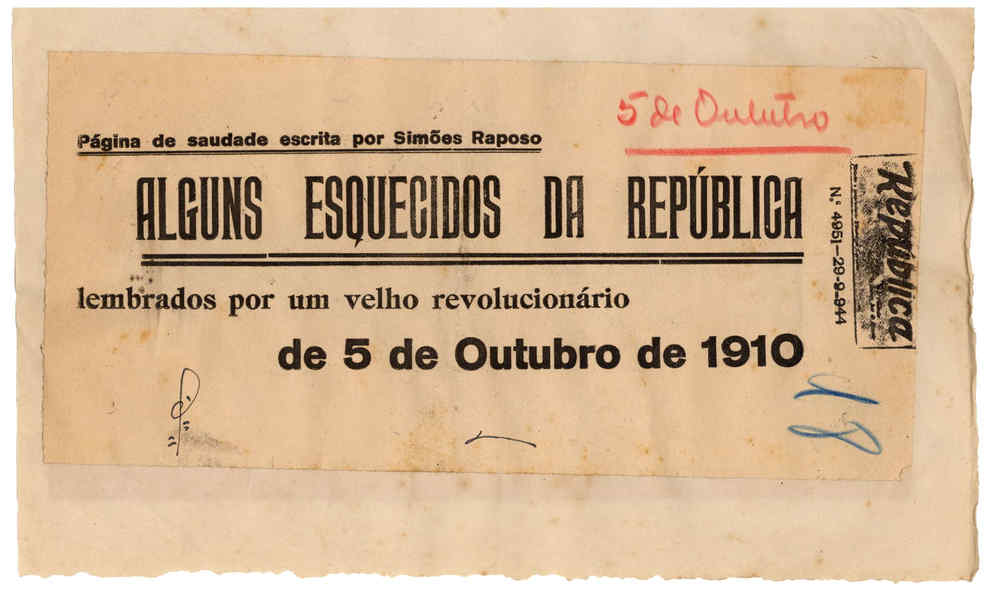 5 de Outubro
Página de saudade escrita por Simões Raposo
ALGUNS ESQUECIDOS DA REPÚBLICA
lembrados por um velho revolucionário
de 5 de Outubro de 1910
República
N.º 4951-29-9-944
18